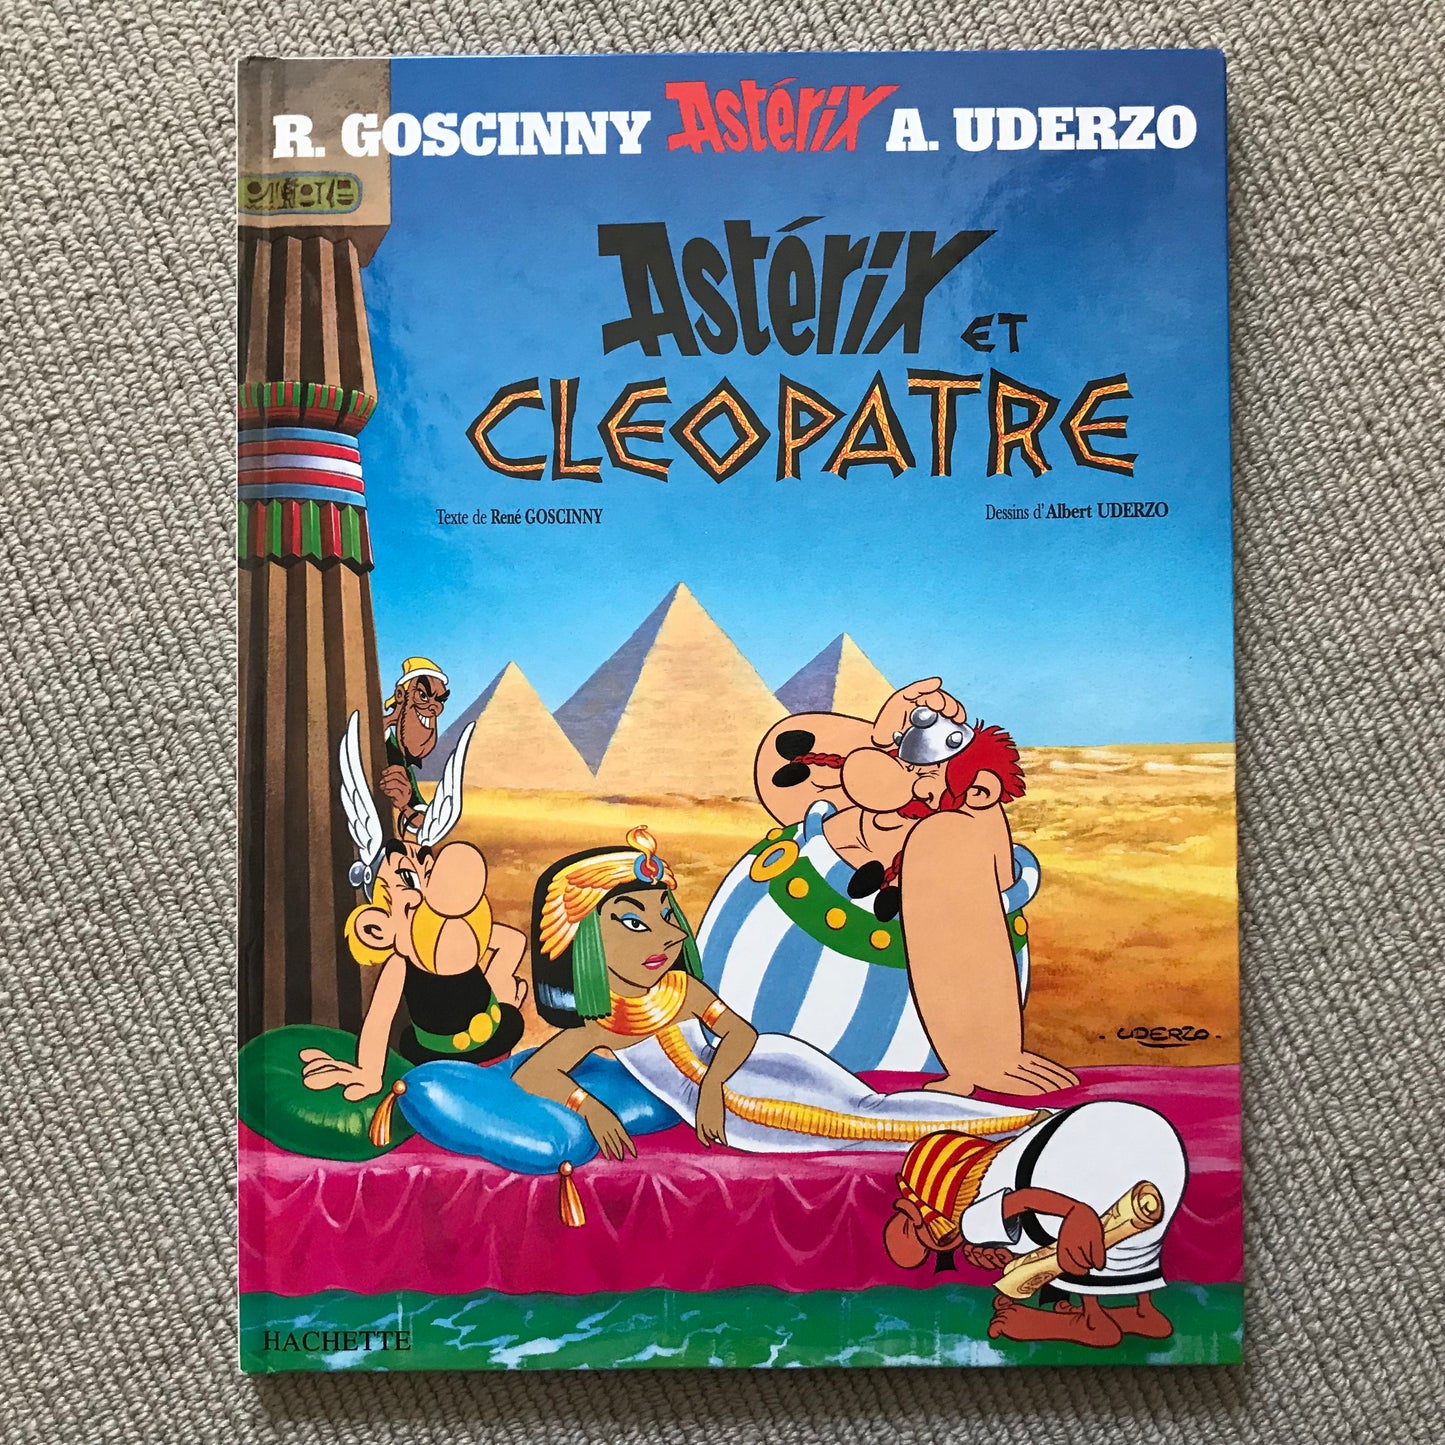 R. GOSCINNY Astérix A. UDERZO
Astérix ET
CLEOPATRE
Texte de René GOSCINNY
Dessins d'Albert UDERZO
- UDERZO -
HACHETTE